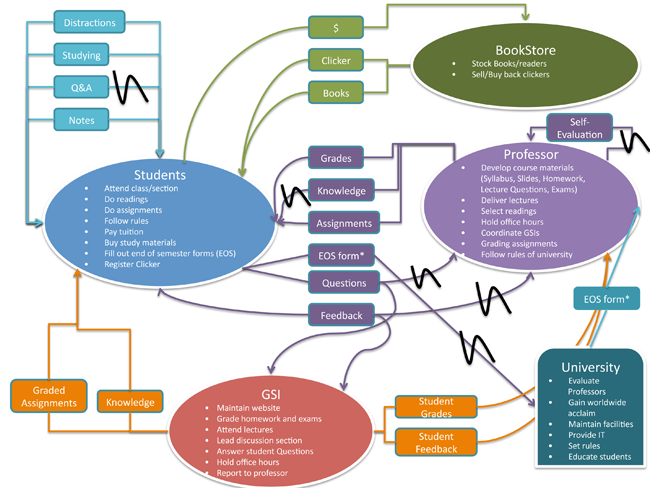 Distractions
Studying
Q&A
Notes
$
Clicker
Books
BookStore
• Stock Books/readers
• Sell/Buy back clickers
Self-
Evaluation
Students
• Attend class/section
• Do readings
• Do assignments
• Follow rules
• Pay tuition
• Buy study materials
• Fill out end of semester forms (EOS)
• Register Clicker
Grades
Knowledge
Assignments
EOS form*
Questions
Feedback
Professor
• Develop course materials
(Syllabus, Slides, Homework,
Lecture Questions, Exams)
• Deliver lectures
• Select readings
• Hold office hours
• Coordinate GSIs
• Grading assignments
• Follow rules of university
EOS form*
Graded
Assignments
Knowledge
GSI
• Maintain website
• Grade homework and exams
• Attend lectures
• Lead discussion section
• Answer student Questions
• Hold office hours
• Report to professor
Student
Grades
Student
Feedback
University
• Evaluate
Professors
• Gain worldwide
acclaim
• Maintain facilities
• Provide IT
• Set rules
• Educate students